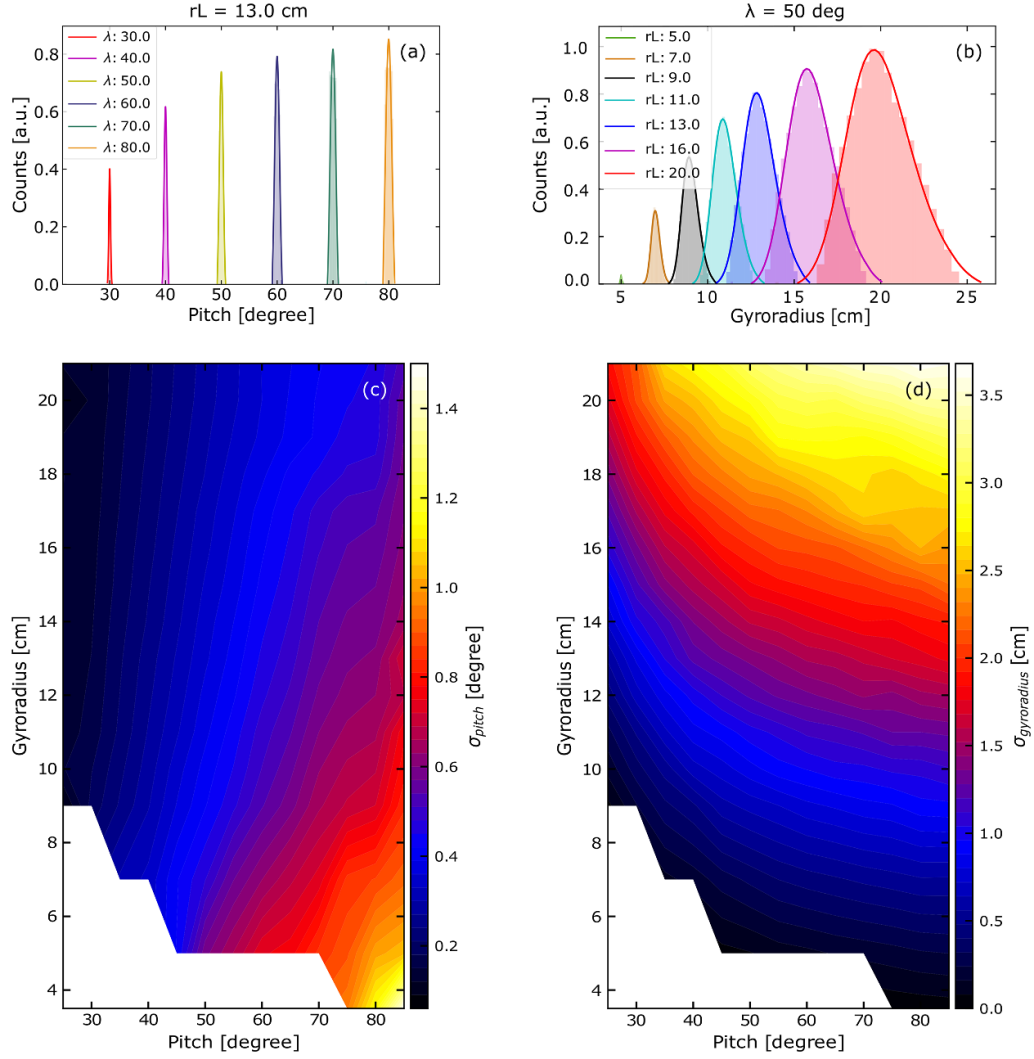 rL = 13.0 cm
(a)
λ: 30.0
λ: 40.0
λ: 50.0
λ: 60.0
λ: 70.0
λ: 80.0
Counts [a.u.]
0.8
0.6
0.4
0.2
0.0
30 40 50 60 70 80
Pitch [degree]
λ = 50 deg
(b)
rL: 5.0
rL: 7.0
rL: 9.0
rL: 11.0
rL: 13.0
rL: 16.0
rL: 20.0
Counts [a.u.]
1.0
0.8
0.6
0.4
0.2
0.0
5 10 15 20 25
Gyroradius [cm]
(c)
Gyroradius [cm]
20
18
16
14
12
10
8
6
4
30 40 50 60 70 80
Pitch [degree]
1.4
1.2
1.0
0.8
0.6
0.4
0.2
σpitch [degree]
(d)
Gyroradius [cm]
20
18
16
14
12
10
8
6
4
30 40 50 60 70 80
Pitch [degree]
3.5
3.0
2.5
2.0
1.5
1.0
0.5
0.0
σgyroradius [cm]